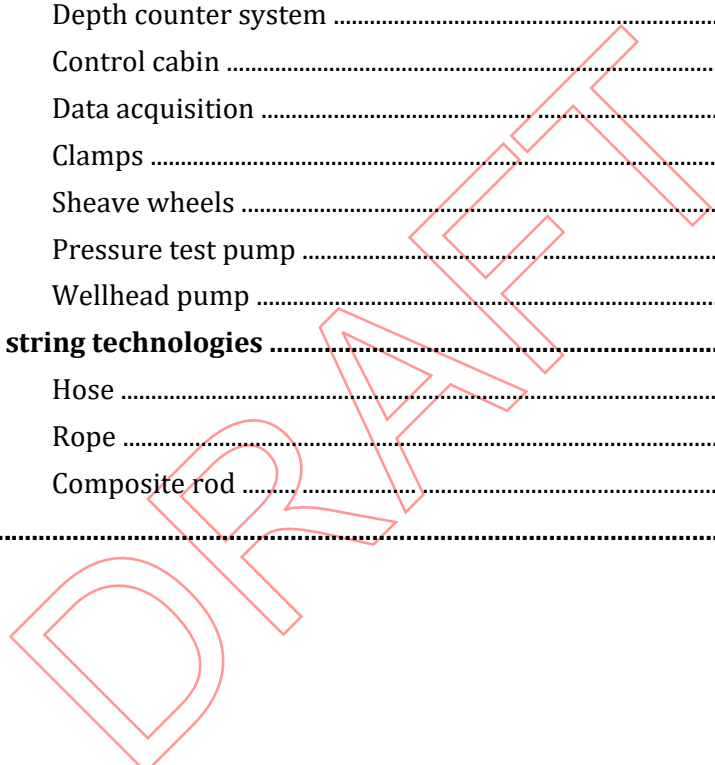 Depth counter system ................................................................
Control cabin ................................................................
Data acquisition ................................................................
Clamps ................................................................
Sheave wheels ................................................................
Pressure test pump ................................................................
Wellhead pump ................................................................
string technologies ................................................................
Hose ................................................................
Rope ................................................................
Composite rod ................................................................
................................................................
DRAFT